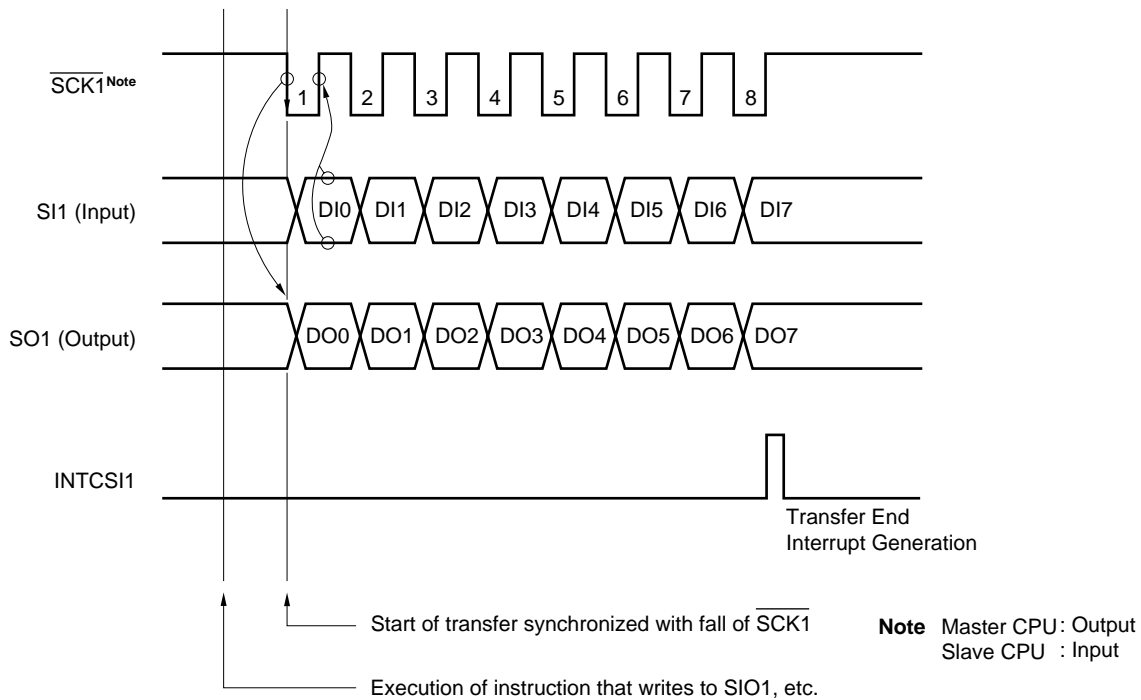 SCK1 Note
1 2 3 4 5 6 7 8
SI1 (Input)
DI0 DI1 DI2 DI3 DI4 DI5 DI6 DI7
SO1 (Output)
DO0 DO1 DO2 DO3 DO4 DO5 DO6 DO7
INTCSI1
Transfer End
Interrupt Generation
Start of transfer synchronized with fall of SCK1
Note Master CPU : Output
Slave CPU : Input
Execution of instruction that writes to SIO1, etc.